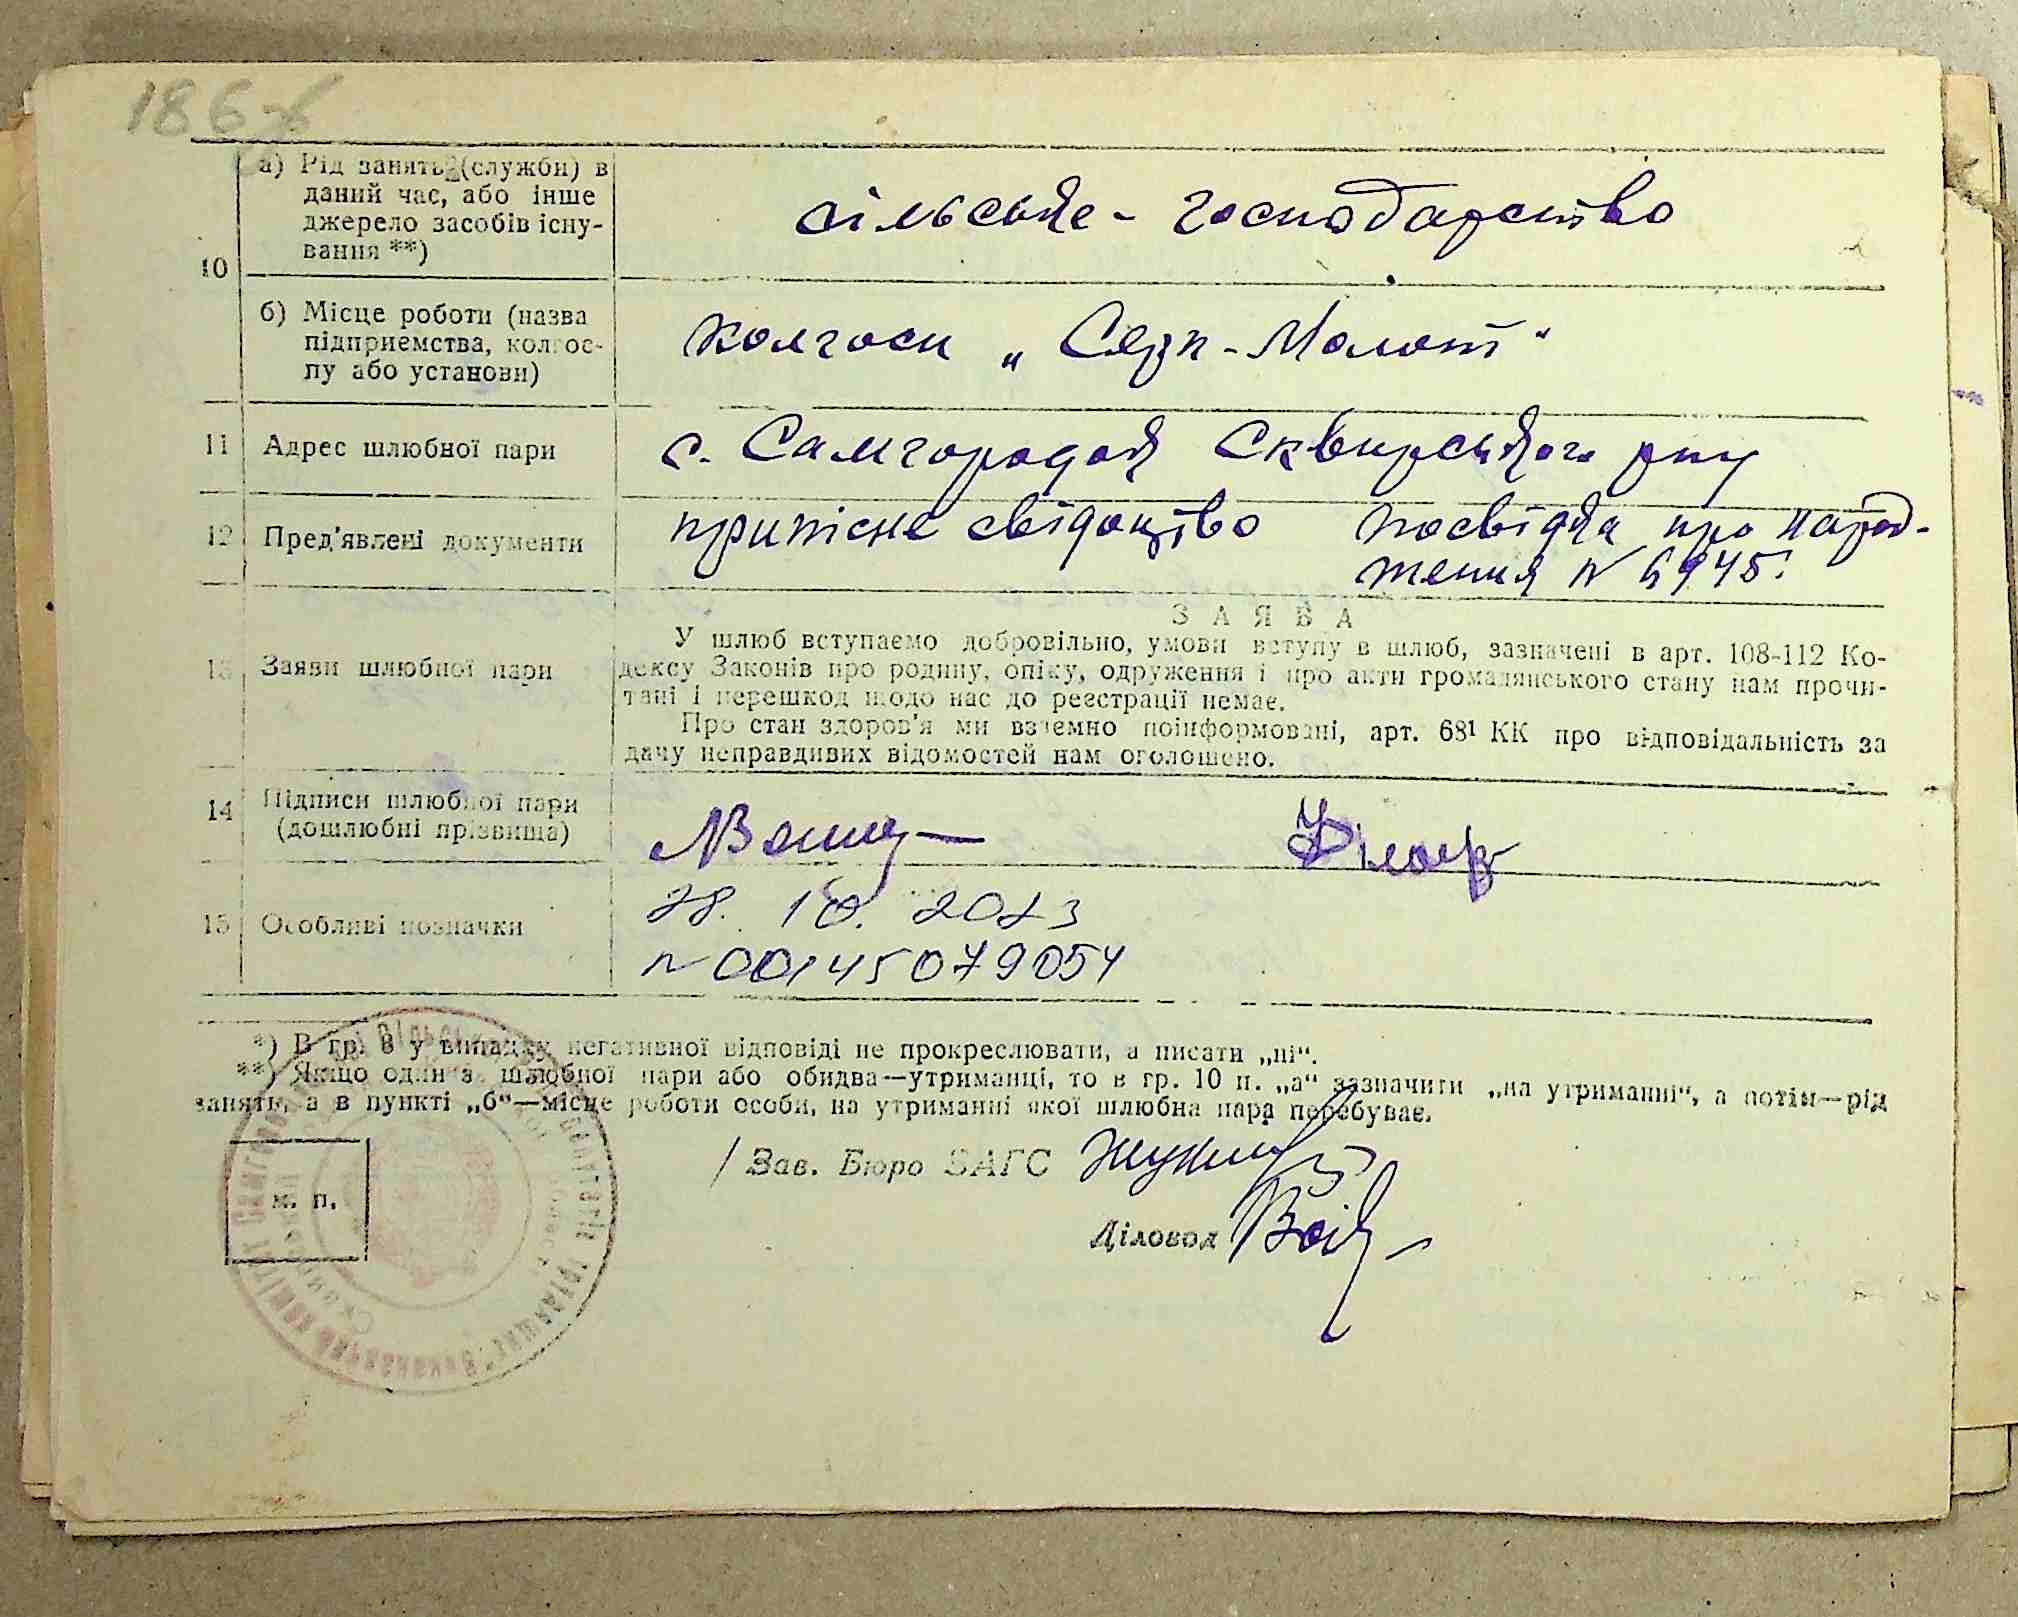 186
а) Рід занять (служби) в
даний час, або інше
джерело засобів існу-
вання **)
10
сільське - господарство
б) Місце роботи (назва
підприємства, колгос-
пу або установи)
колгосп „Серп-Молот"
11 Адрес шлюбної пари
с. Самгородок Сквирського р-ну
12 Пред'явлені документи
припісне свідоцтво посвідка про народ-
ження N 6945.
ЗАЯВА
13 Заяви шлюбної пари
У шлюб вступаємо добровільно, умови вступу в шлюб, зазначені в арт. 108-112 Ко-
дексу Законів про родину, опіку, одруження і про акти громадянського стану нам прочи-
тані і перешкод щодо нас до реєстрації немає.
Про стан здоров'я ми взаємно поінформовані, арт. 68¹ КК про відповідальність за
дачу неправдивих відомостей нам оголошено.
14 Підписи шлюбної пари
(дошлюбні прізвища)
15 Особливі позначки
28. 10. 2023
N 00145079054
*) В гр. 8 у випадку негативної відповіді не прокреслювати, а писати „ні".
**) Якщо один з шлюбної пари або обидва—утриманці, то в гр. 10 п. „а" зазначити „на утриманні", а потім—рід
занять, а в пункті „б"—місце роботи особи, на утриманні якої шлюбна пара перебуває.
/ Зав. Бюро ЗАГС
м. п.
Діловод